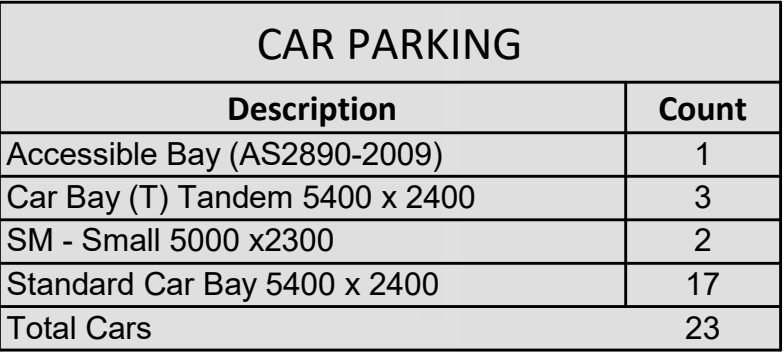 CAR PARKING
Description Count
Accessible Bay (AS2890-2009) 1
Car Bay (T) Tandem 5400 x 2400 3
SM - Small 5000 x2300 2
Standard Car Bay 5400 x 2400 17
Total Cars 23